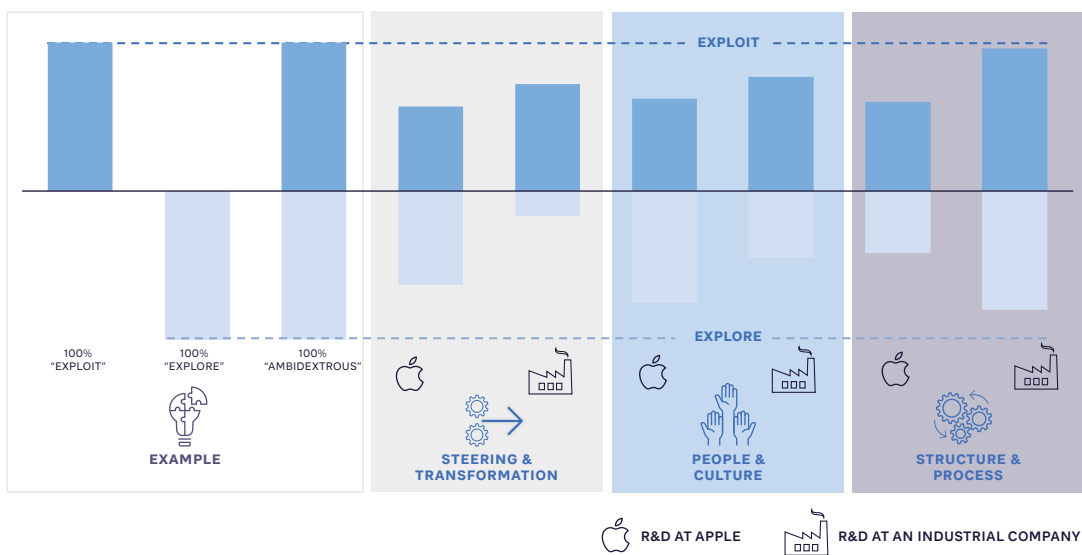 EXPLOIT
EXPLORE
100%
“EXPLOIT”
100%
“EXPLORE”
100%
“AMBIDEXTROUS”
EXAMPLE
STEERING &
TRANSFORMATION
PEOPLE &
CULTURE
STRUCTURE &
PROCESS
R&D AT APPLE
R&D AT AN INDUSTRIAL COMPANY